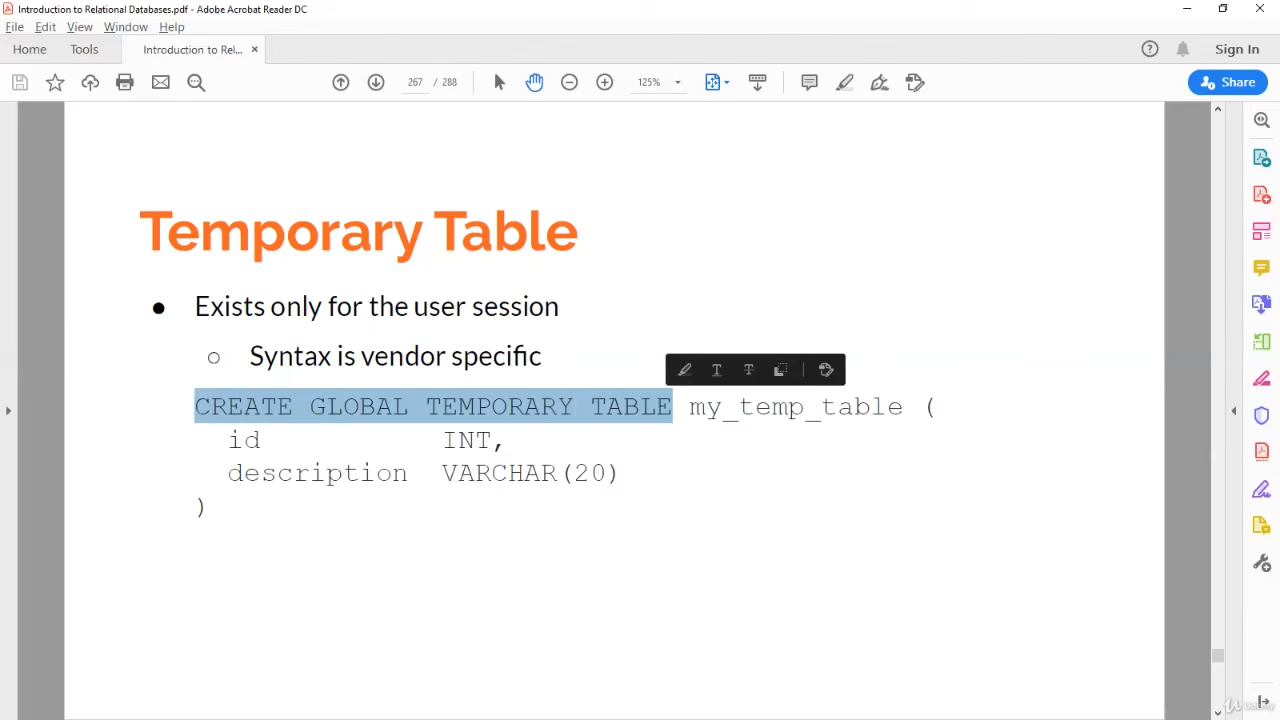 Introduction to Relational Databases.pdf - Adobe Acrobat Reader DC
File Edit View Window Help
Home Tools Introduction to Rel... × Sign In
267 / 288 125% Share
Temporary Table
● Exists only for the user session
○ Syntax is vendor specific
CREATE GLOBAL TEMPORARY TABLE my_temp_table (
id INT,
description VARCHAR(20)
)
Udemy